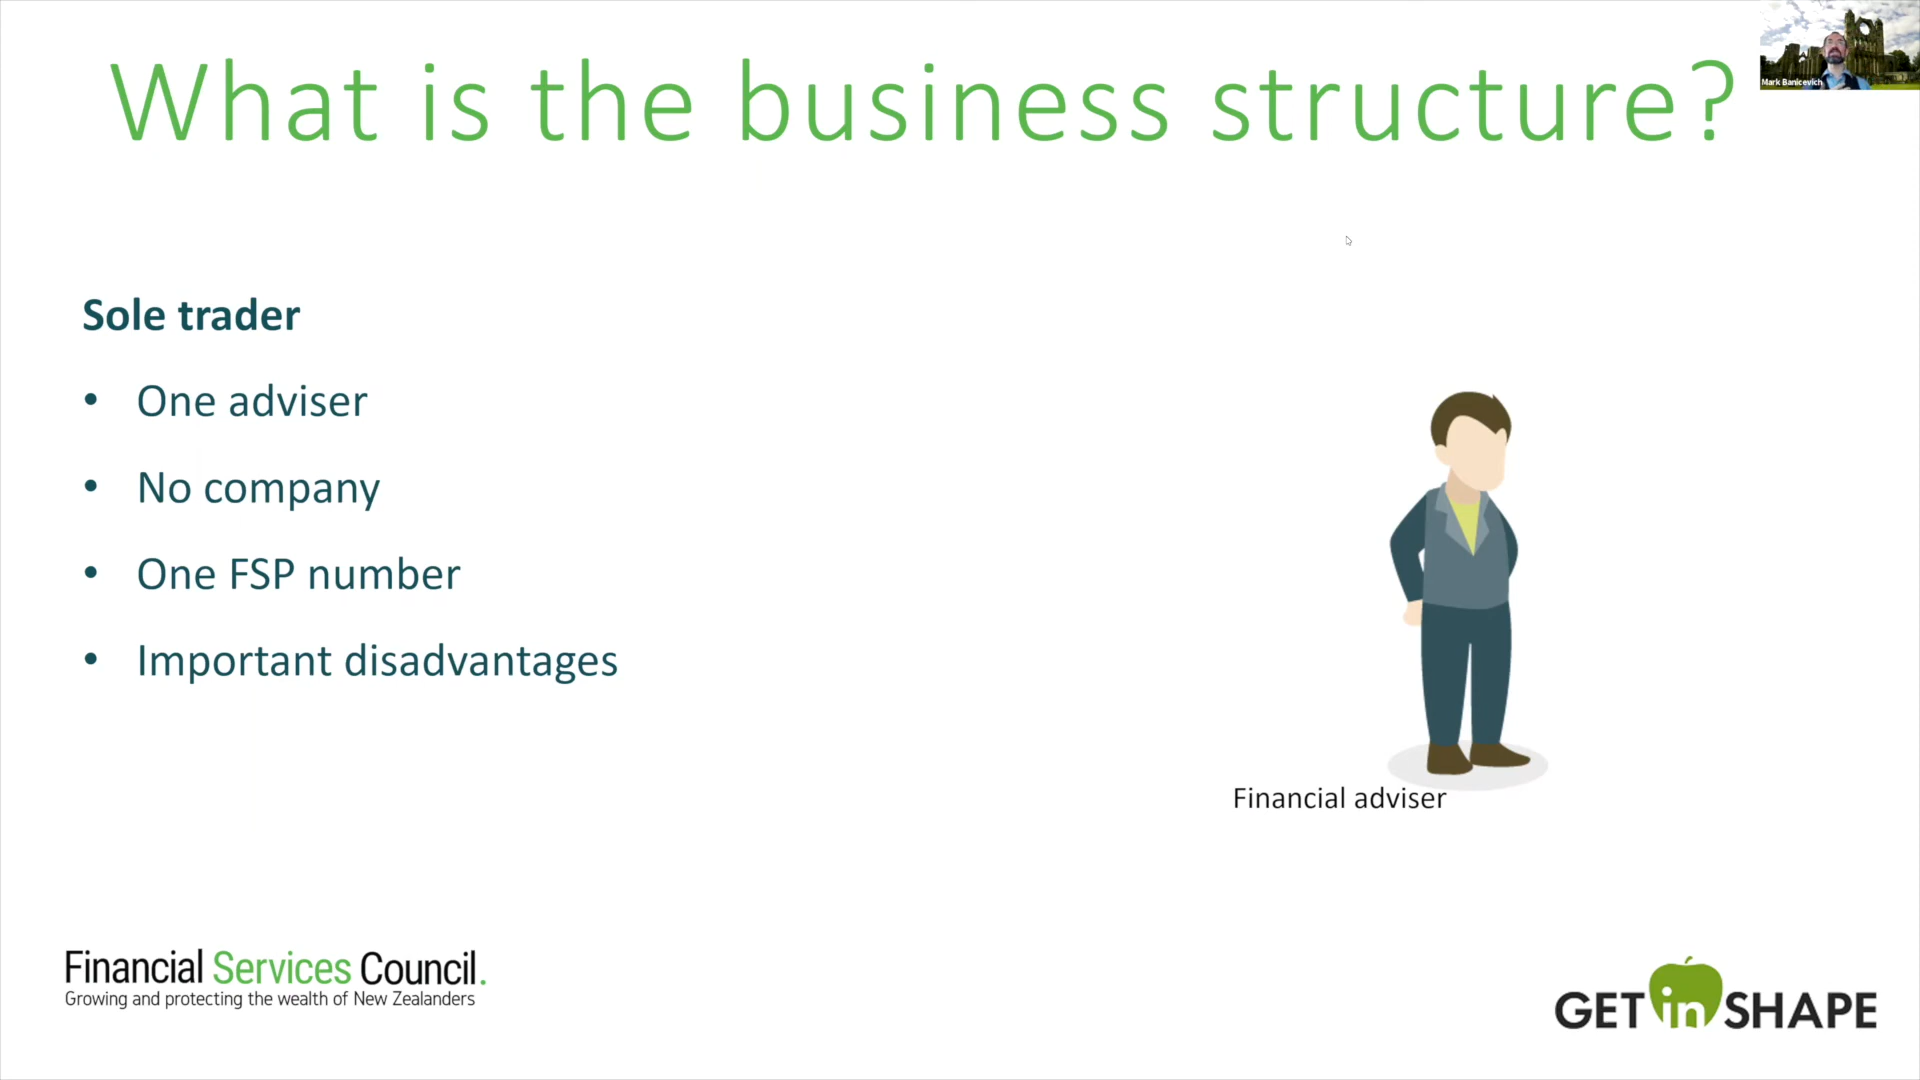 What is the business structure?
Mark Banicevich
Sole trader
• One adviser
• No company
• One FSP number
• Important disadvantages
Financial adviser
Financial Services Council.
Growing and protecting the wealth of New Zealanders
GET in SHAPE